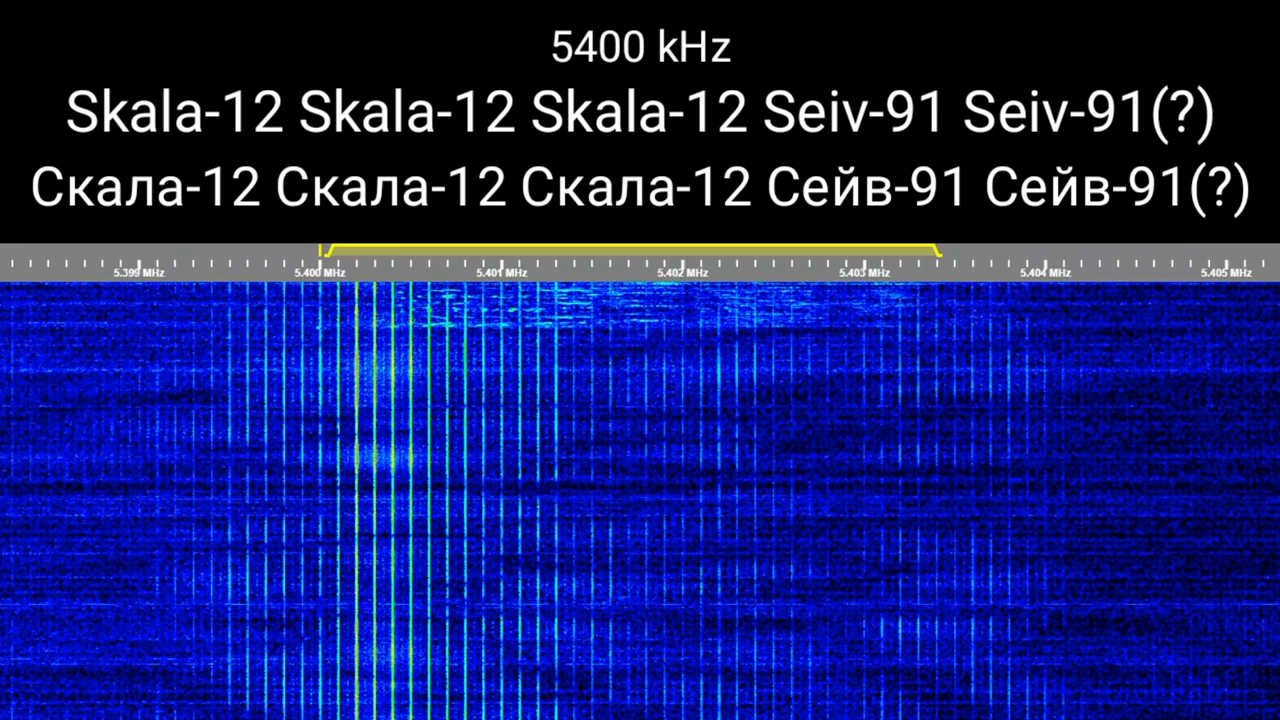 5400 kHz
Skala-12 Skala-12 Skala-12 Seiv-91 Seiv-91(?)
Скала-12 Скала-12 Скала-12 Сейв-91 Сейв-91(?)
5.399 MHz 5.400 MHz 5.401 MHz 5.402 MHz 5.403 MHz 5.404 MHz 5.405 MHz